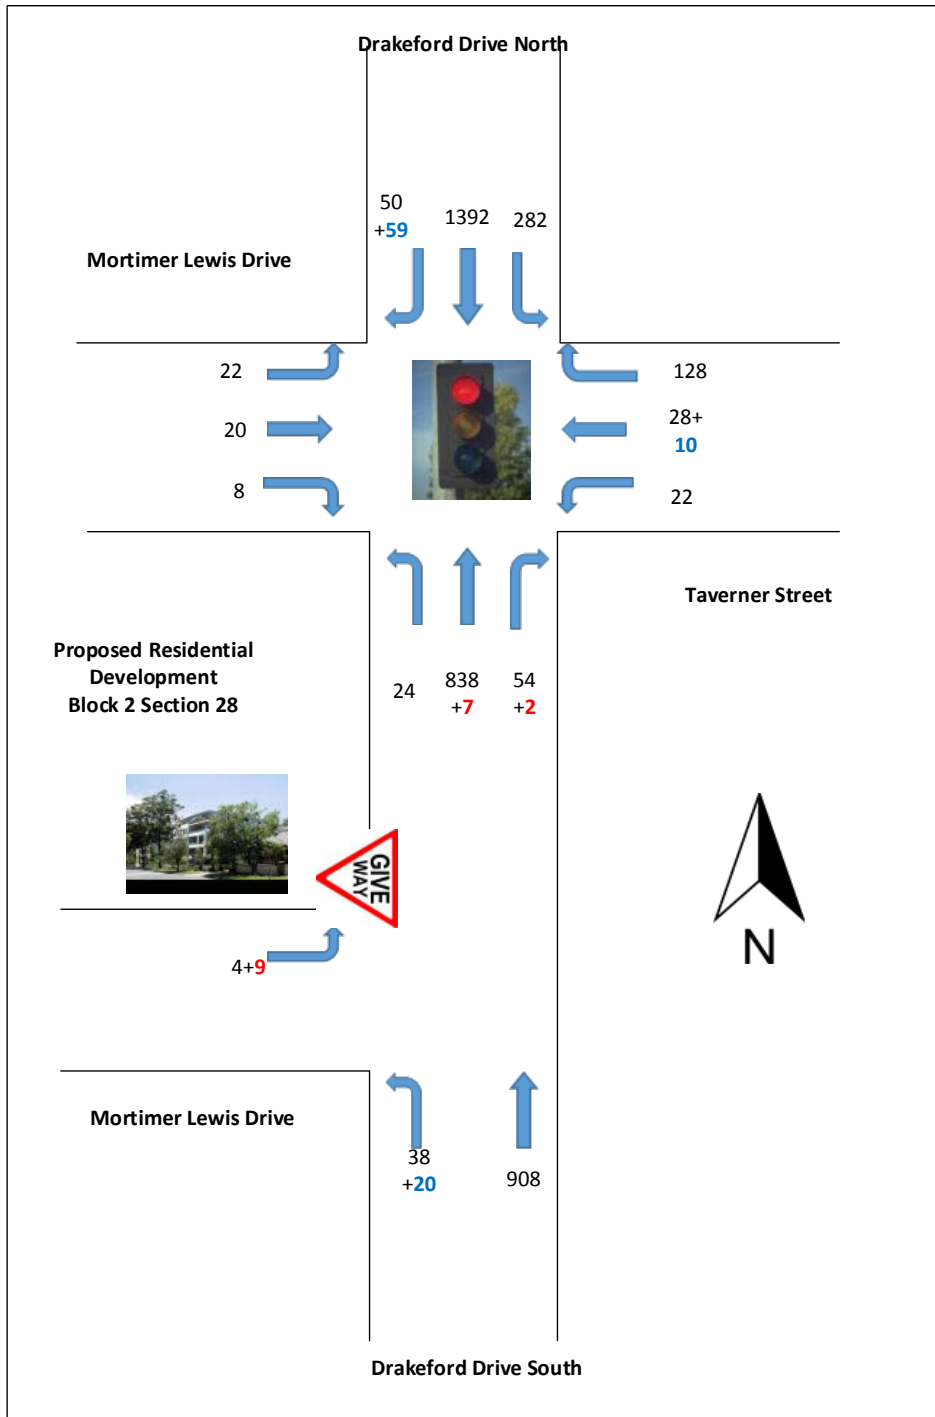 Drakeford Drive North
50
+59
1392
282
Mortimer Lewis Drive
22
128
20
28+
10
8
22
Taverner Street
Proposed Residential
Development
Block 2 Section 28
24
838
+7
54
+2
GIVE
WAY
N
4+9
Mortimer Lewis Drive
38
+20
908
Drakeford Drive South